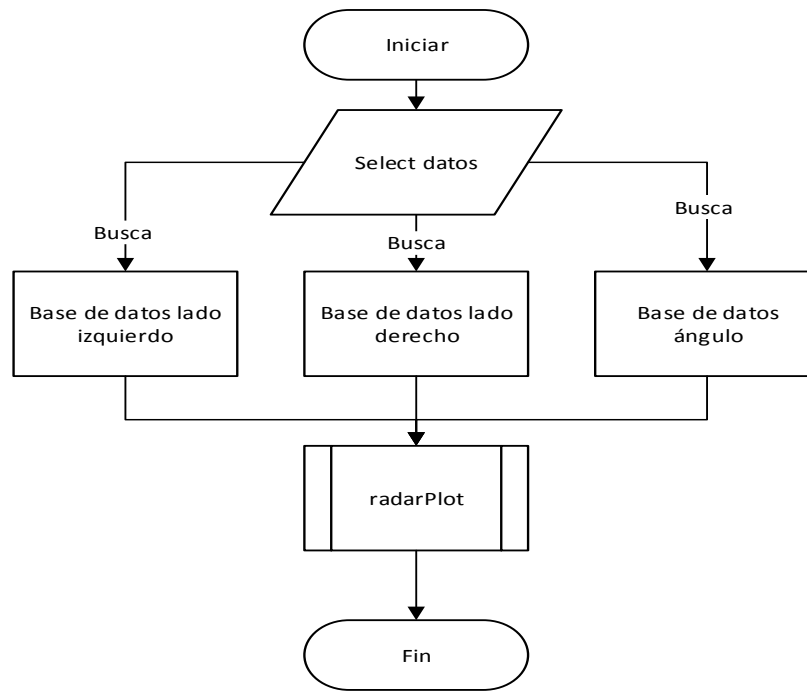 Iniciar
Select datos
Busca
Busca
Busca
Base de datos lado
izquierdo
Base de datos lado
derecho
Base de datos
ángulo
radarPlot
Fin